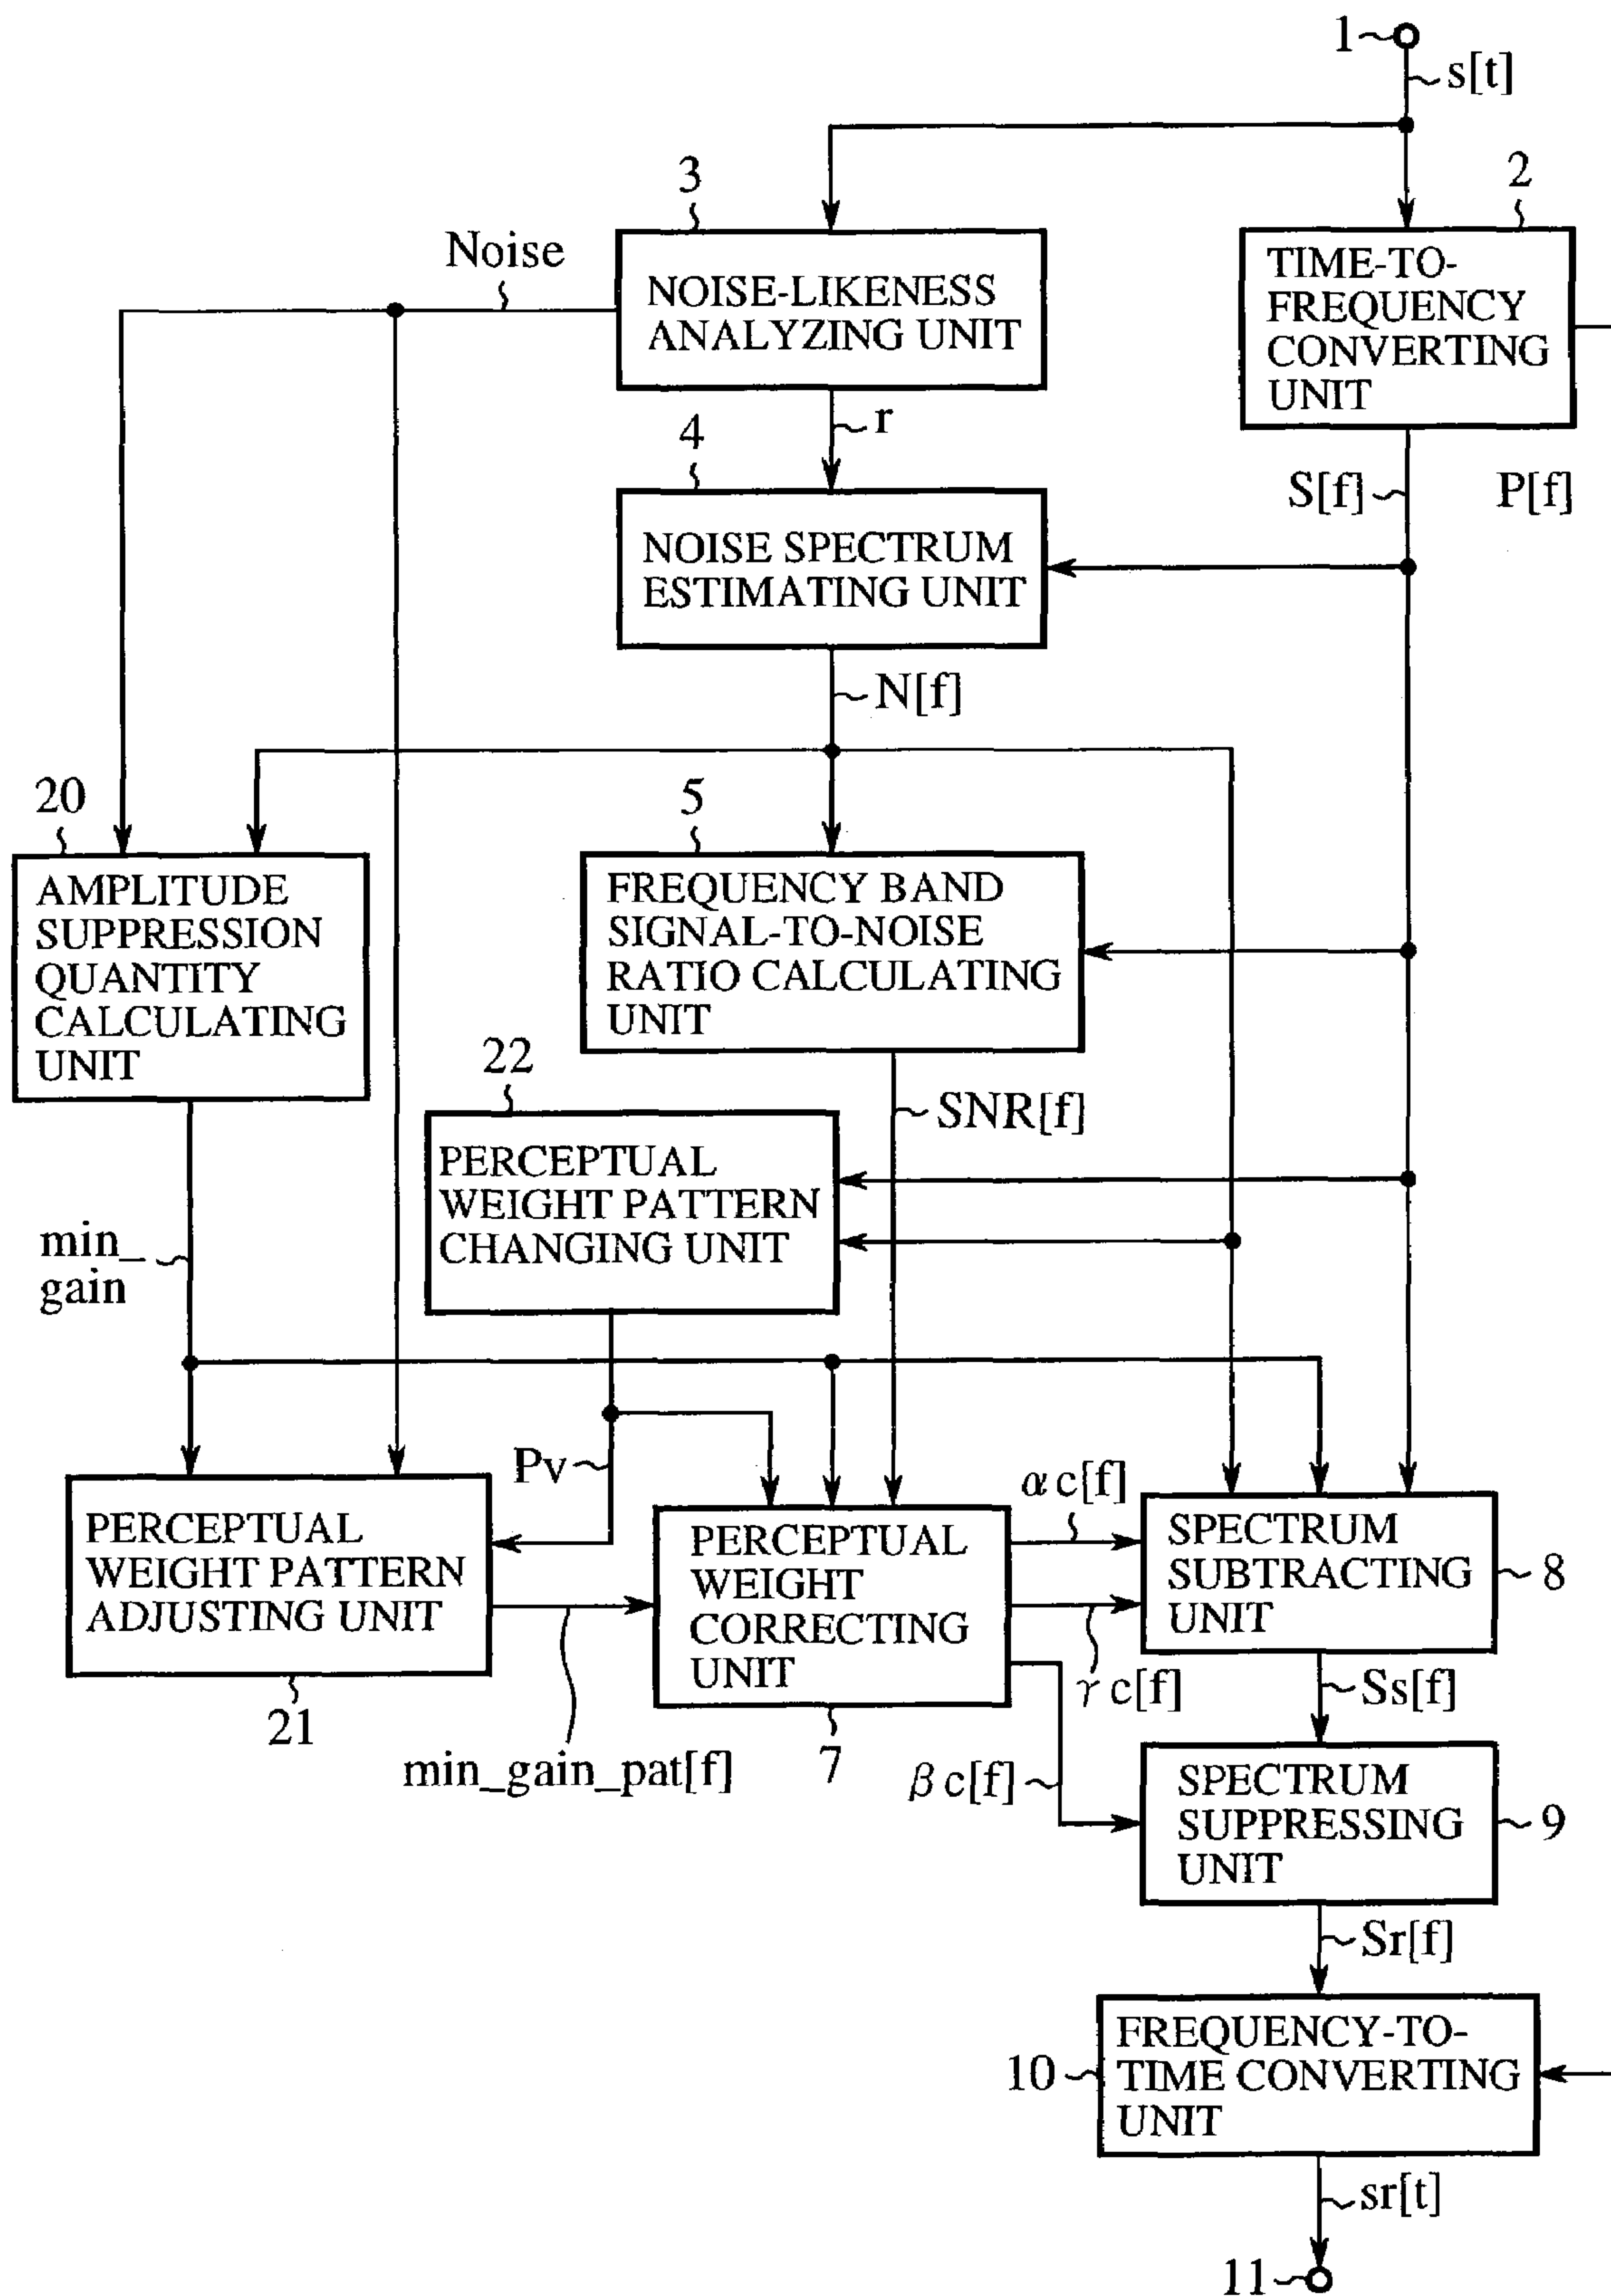 1
s[t]
3
2
Noise
NOISE-LIKENESS
ANALYZING UNIT
TIME-TO-
FREQUENCY
CONVERTING
UNIT
r
4
S[f]
P[f]
NOISE SPECTRUM
ESTIMATING UNIT
N[f]
20
5
AMPLITUDE
SUPPRESSION
QUANTITY
CALCULATING
UNIT
FREQUENCY BAND
SIGNAL-TO-NOISE
RATIO CALCULATING
UNIT
22
SNR[f]
PERCEPTUAL
WEIGHT PATTERN
CHANGING UNIT
min_
gain
Pv
αc[f]
PERCEPTUAL
WEIGHT PATTERN
ADJUSTING UNIT
PERCEPTUAL
WEIGHT
CORRECTING
UNIT
SPECTRUM
SUBTRACTING
UNIT
8
21
γc[f]
Ss[f]
min_gain_pat[f]
7
βc[f]
SPECTRUM
SUPPRESSING
UNIT
9
Sr[f]
10
FREQUENCY-TO-
TIME CONVERTING
UNIT
sr[t]
11